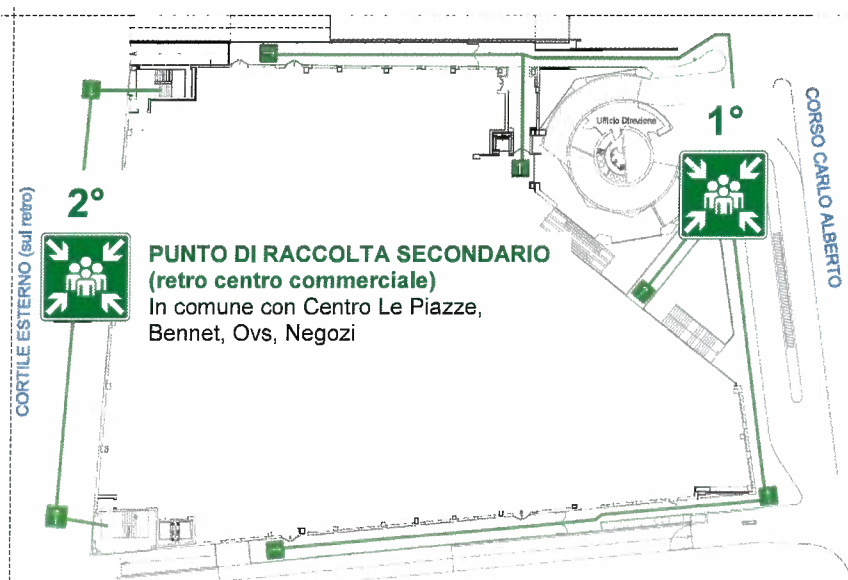 Ufficio Direzione
1°
CORSO CARLO ALBERTO
2°
CORTILE ESTERNO (sul retro)
PUNTO DI RACCOLTA SECONDARIO
(retro centro commerciale)
In comune con Centro Le Piazze,
Bennet, Ovs, Negozi